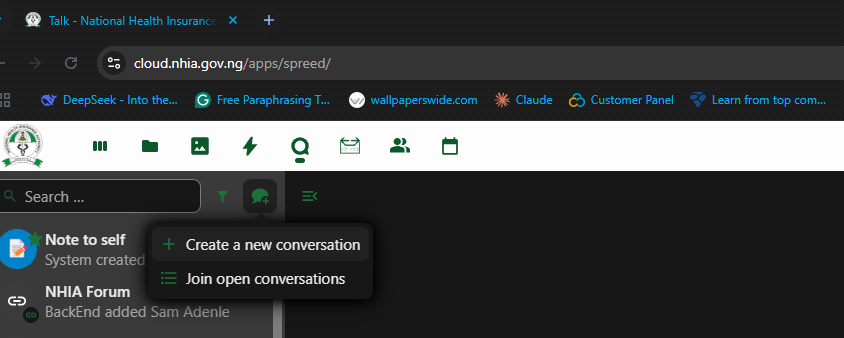 Talk - National Health Insurance
cloud.nhia.gov.ng/apps/spreed/
DeepSeek - Into the...
Free Paraphrasing T...
wallpaperswide.com
Claude
Customer Panel
Learn from top com...
Search ...
Note to self
System created
Create a new conversation
Join open conversations
NHIA Forum
BackEnd added Sam Adenle